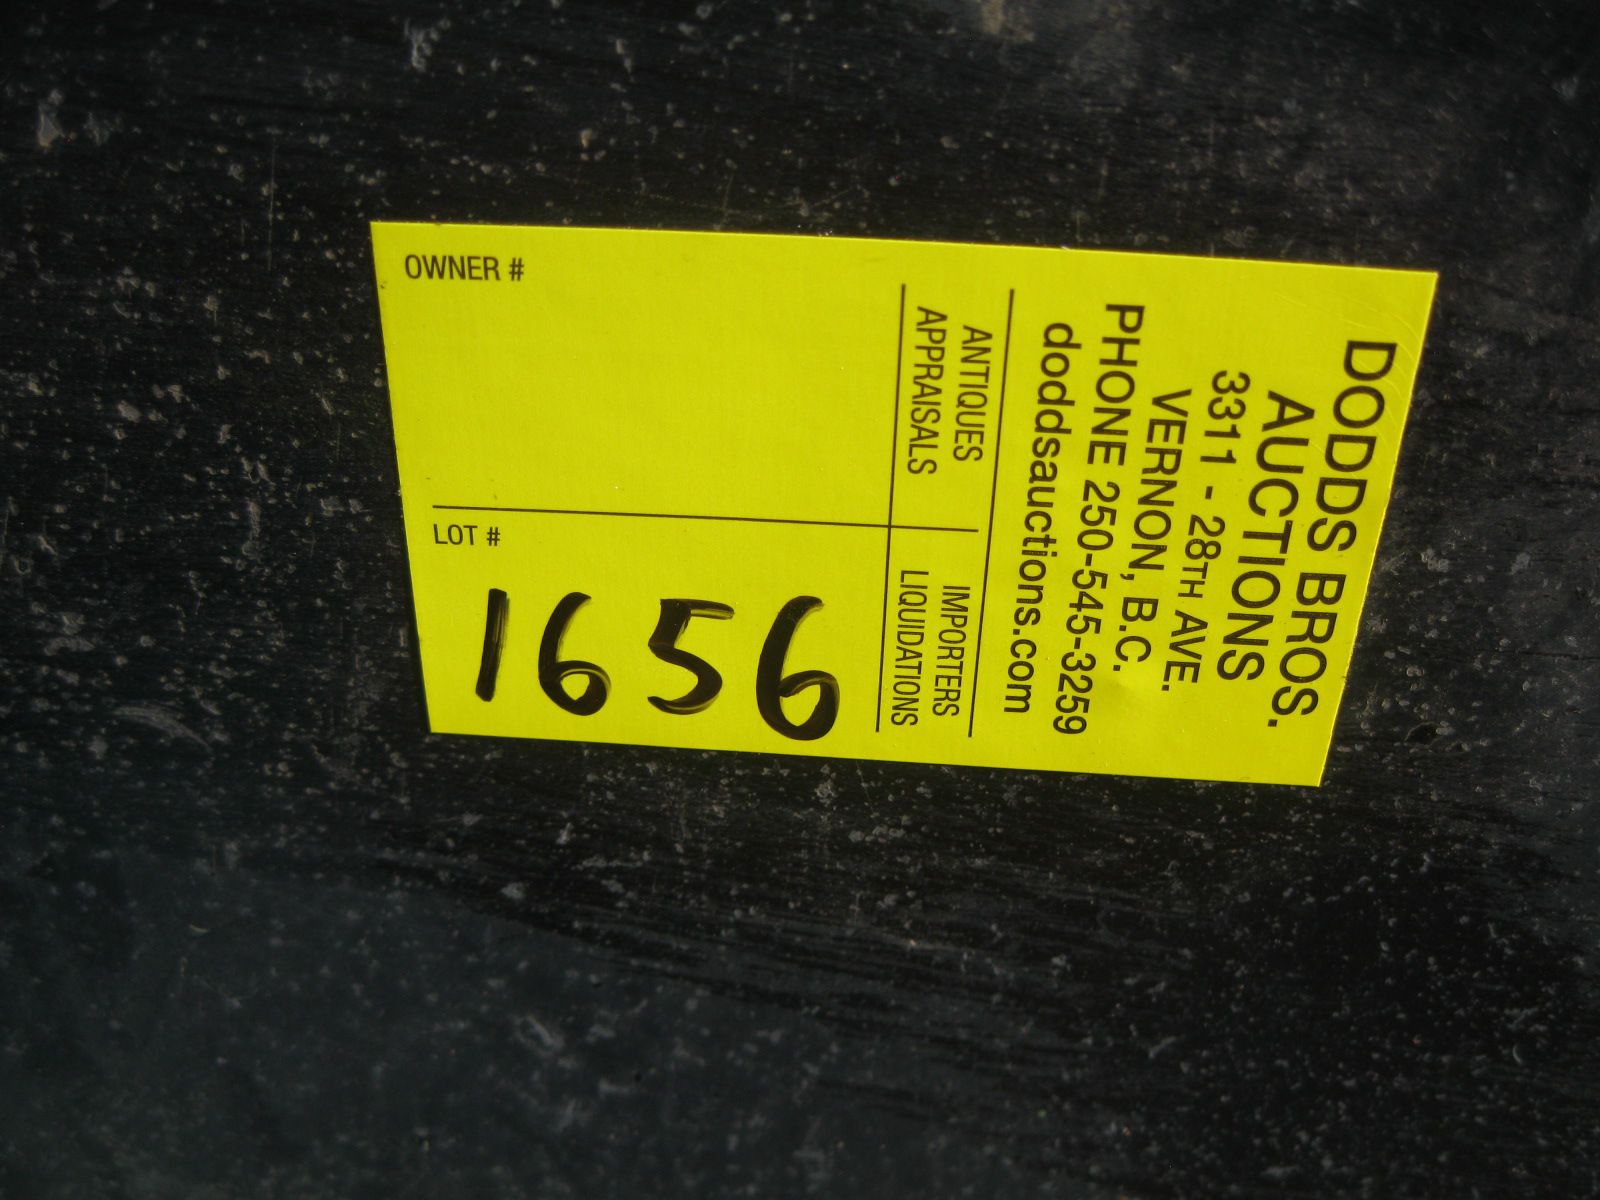 DODDS BROS.
AUCTIONS
3311 - 28TH AVE.
VERNON, B.C.
PHONE 250-545-3259
doddsauctions.com
ANTIQUES
APPRAISALS
IMPORTERS
LIQUIDATIONS
OWNER #
LOT #
1656